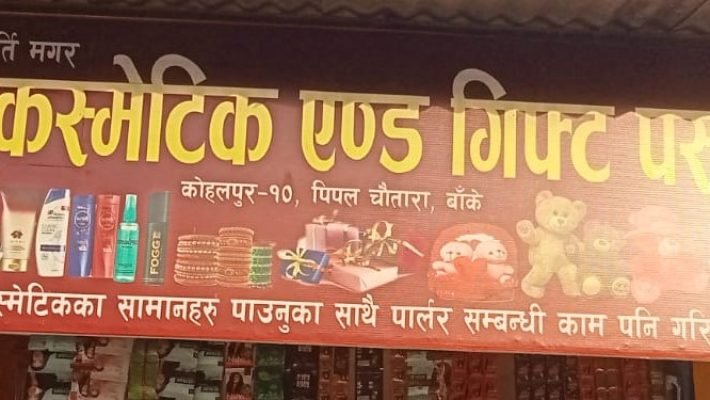 र्ति मगर
कस्मेटिक एण्ड गिफ्ट पस
कोहलपुर-१०, पिपल चौतारा, बाँके
FOGG
स्मेटिकका सामानहरु पाउनुका साथै पार्लर सम्बन्धी काम पनि गरि